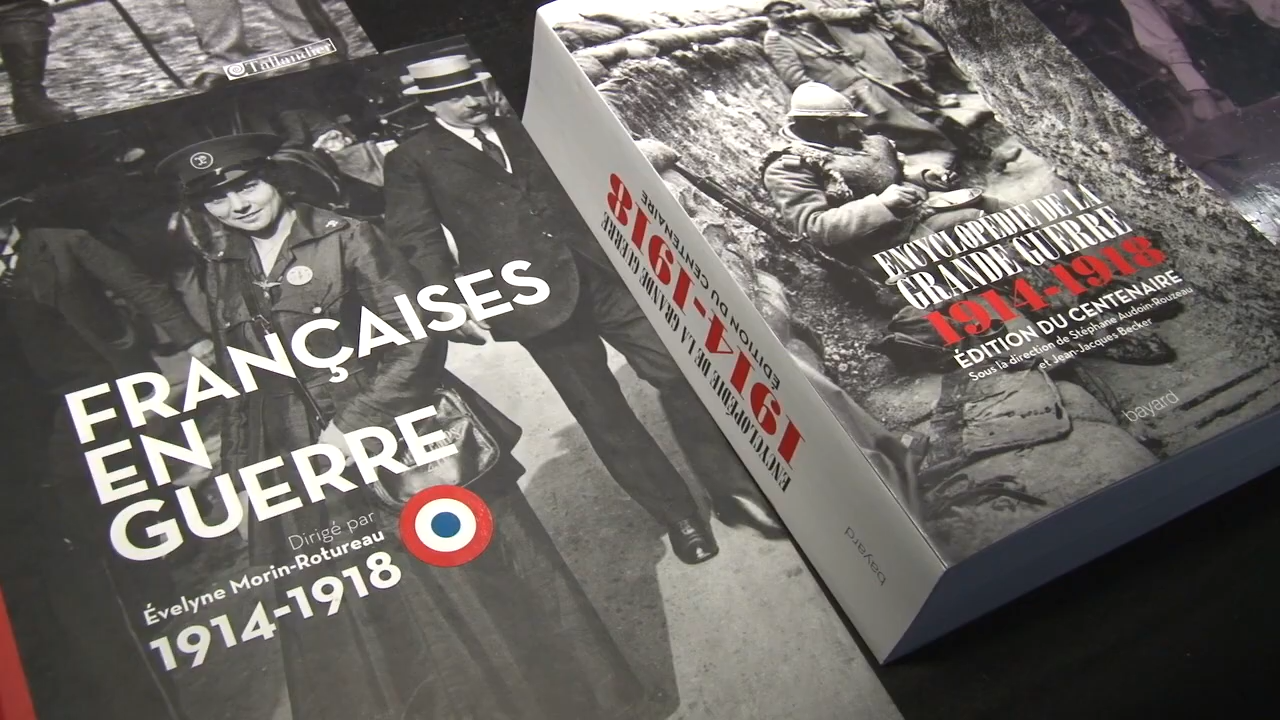 Tallandier
FRANÇAISES
EN
GUERRE
Dirigé par
Évelyne Morin-Rotureau
1914-1918
ENCYCLOPÉDIE DE LA GRANDE GUERRE
1914-1918
ÉDITION DU CENTENAIRE
bayard
ENCYCLOPÉDIE DE LA
GRANDE GUERRE
1914-1918
ÉDITION DU CENTENAIRE
Sous la direction de Stéphane Audoin-Rouzeau
et Jean-Jacques Becker
bayard